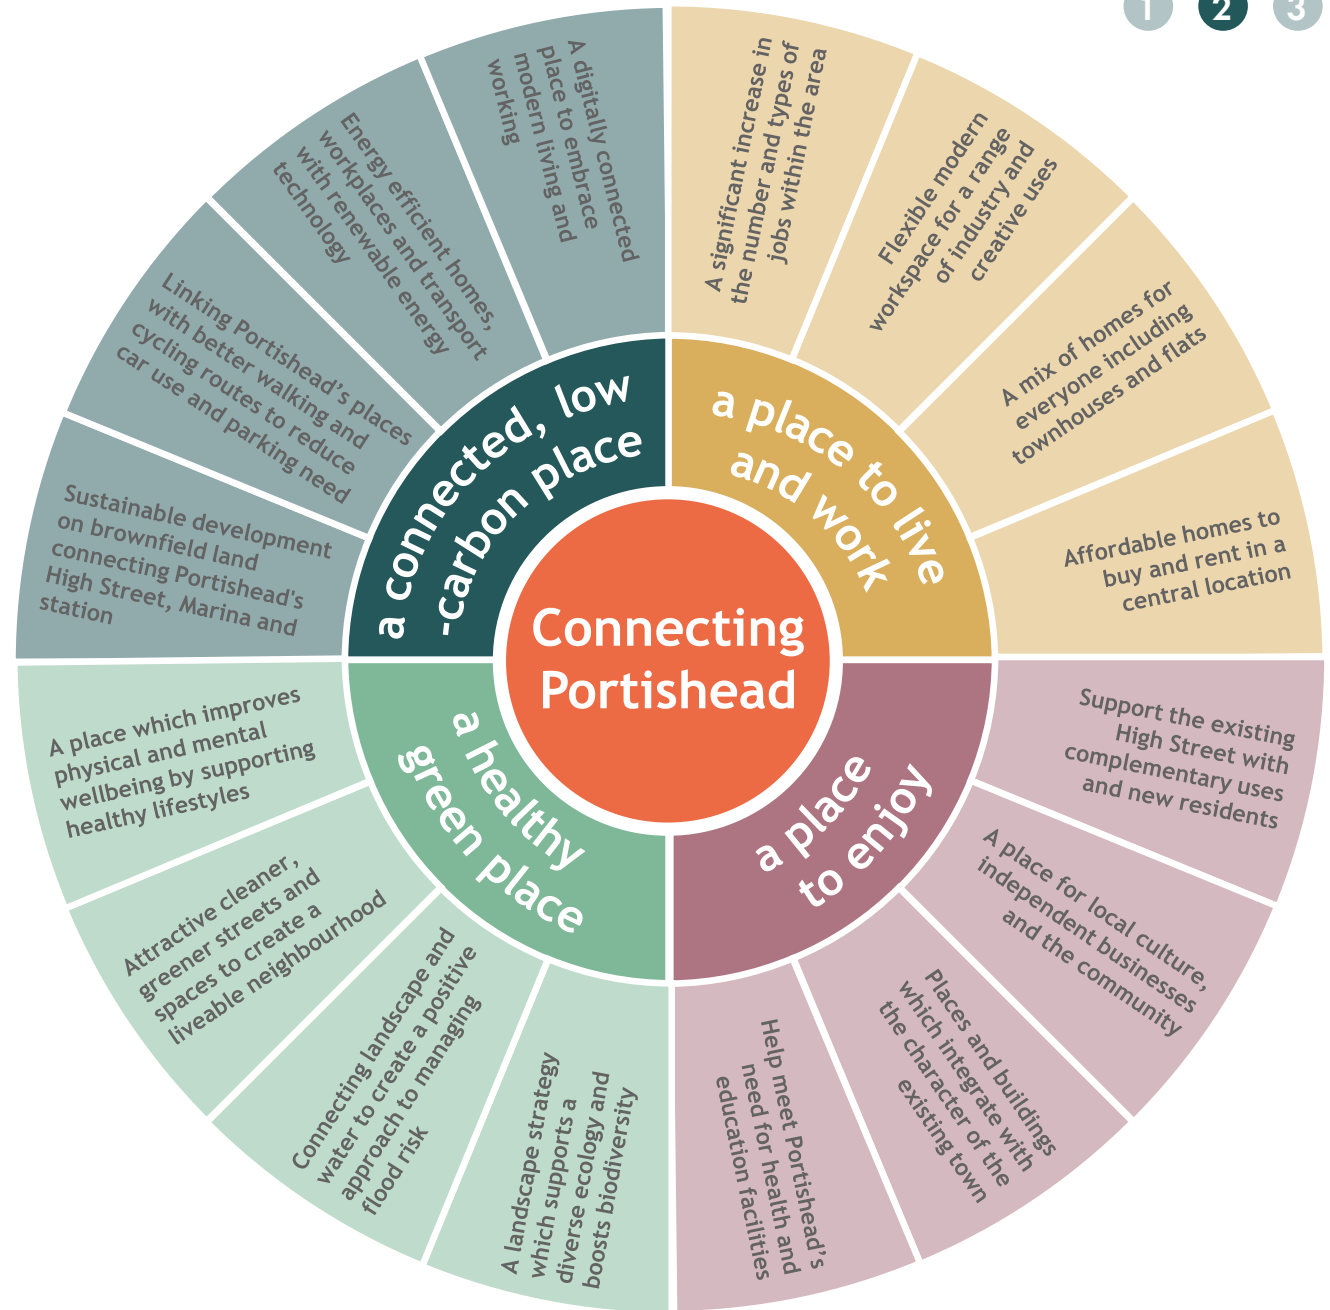 1 2 3
Connecting
Portishead
a place to live
and work
A significant increase in
the number and types of
jobs within the area
Flexible modern
workspace for a range
of industry and
creative uses
A mix of homes for
everyone including
townhouses and flats
Affordable homes to
buy and rent in a
central location
a place
to enjoy
Support the existing
High Street with
complementary uses
and new residents
A place for local culture,
independent businesses
and the community
Places and buildings
which integrate with
the character of the
existing town
Help meet Portishead's
need for health and
education facilities
a healthy
green place
A landscape strategy
which supports a
diverse ecology and
boosts biodiversity
Connecting landscape and
water to create a positive
approach to managing
flood risk
Attractive cleaner,
greener streets and
spaces to create a
liveable neighbourhood
A place which improves
physical and mental
wellbeing by supporting
healthy lifestyles
a connected, low
-carbon place
Sustainable development
on brownfield land
connecting Portishead's
High Street, Marina and
station
Linking Portishead's places
with better walking and
cycling routes to reduce
car use and parking need
Energy efficient homes,
workplaces and transport
with renewable energy
technology
A digitally connected
place to embrace
modern living and
working